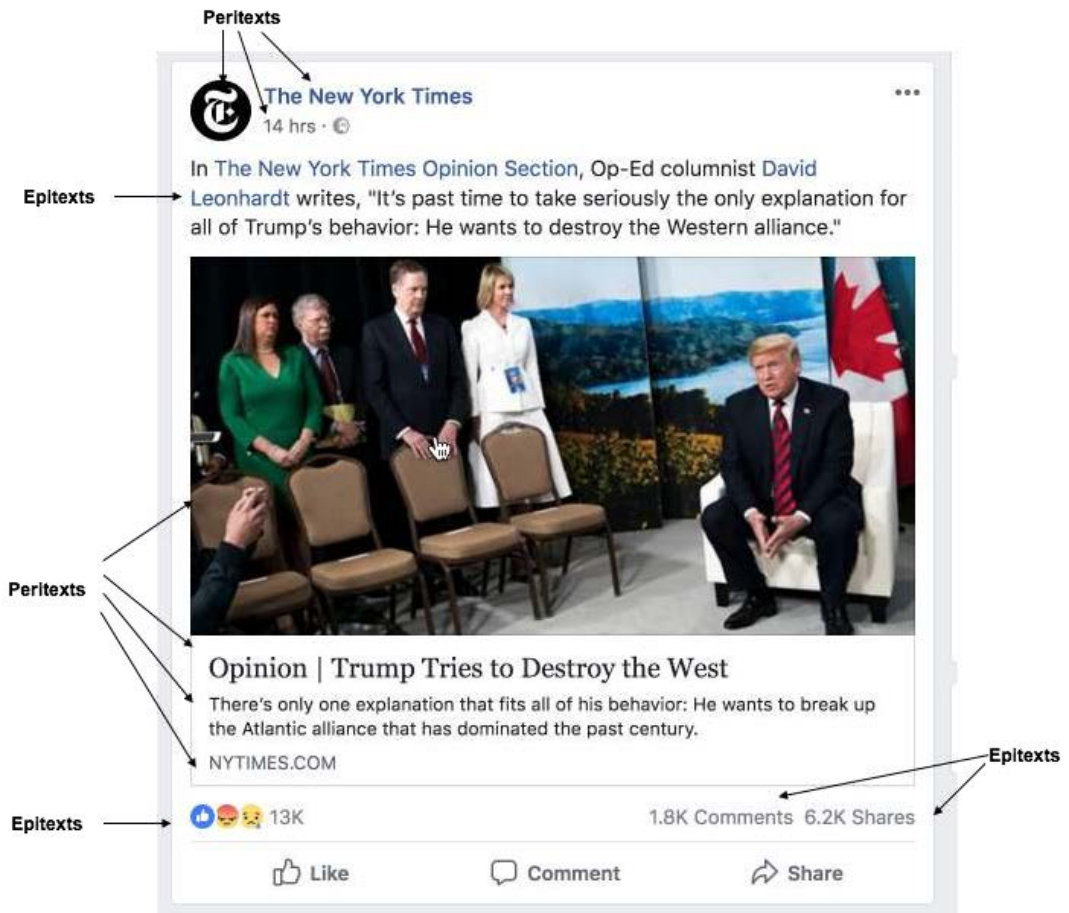 Peritexts
The New York Times
14 hrs ·
In The New York Times Opinion Section, Op-Ed columnist David
Leonhardt writes, "It's past time to take seriously the only explanation for
all of Trump's behavior: He wants to destroy the Western alliance."
Epitexts
Peritexts
Opinion | Trump Tries to Destroy the West
There's only one explanation that fits all of his behavior: He wants to break up
the Atlantic alliance that has dominated the past century.
NYTIMES.COM
Epitexts
Epitexts
13K
1.8K Comments 6.2K Shares
Like Comment Share